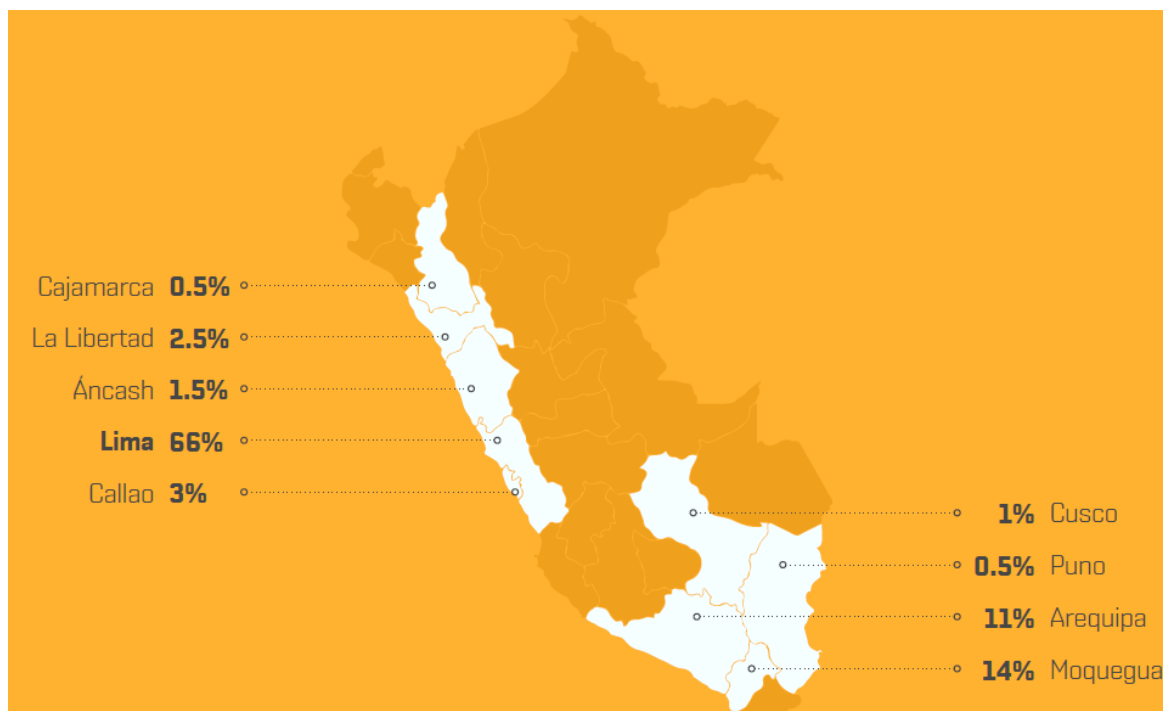 Cajamarca 0.5%
La Libertad 2.5%
Áncash 1.5%
Lima 66%
Callao 3%
1% Cusco
0.5% Puno
11% Arequipa
14% Moquegua